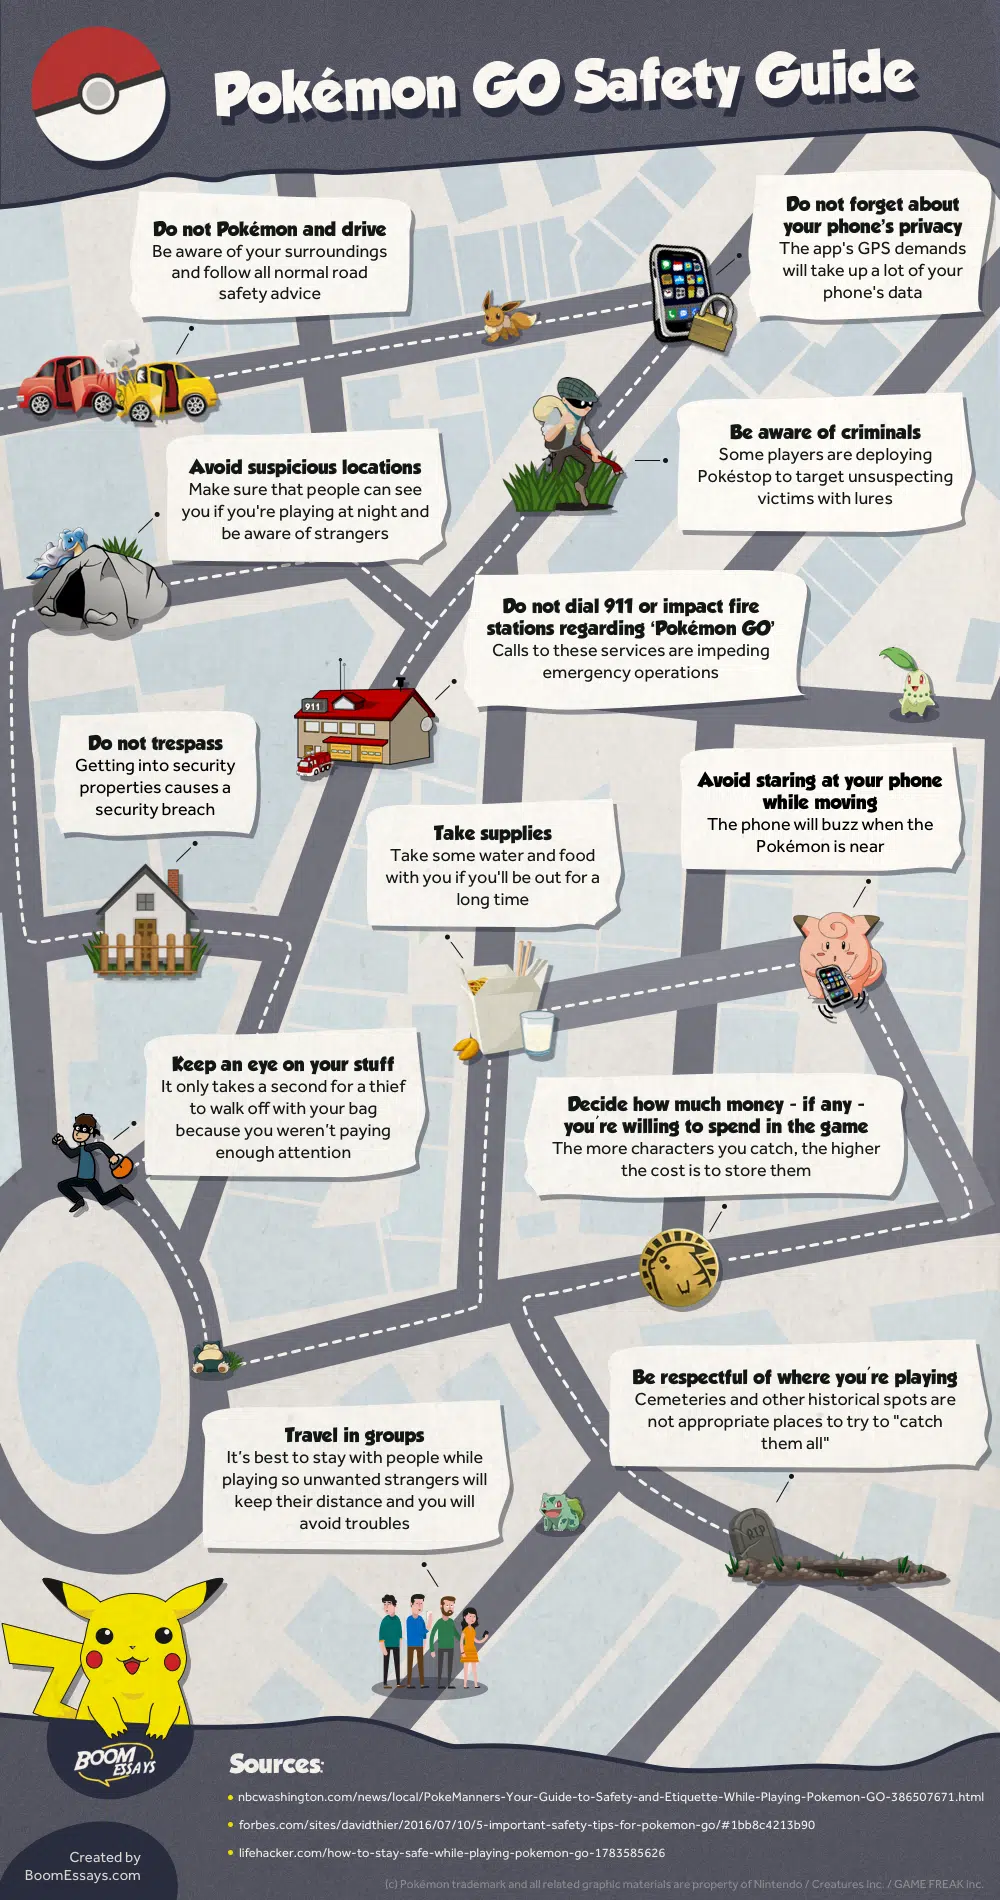 Pokémon GO Safety Guide
Do not Pokémon and drive
Be aware of your surroundings
and follow all normal road
safety advice
Do not forget about
your phone's privacy
The app's GPS demands
will take up a lot of your
phone's data
Be aware of criminals
Some players are deploying
Pokéstop to target unsuspecting
victims with lures
Avoid suspicious locations
Make sure that people can see
you if you're playing at night and
be aware of strangers
Do not dial 911 or impact fire
stations regarding ‘Pokémon GO’
Calls to these services are impeding
emergency operations
911
Do not trespass
Getting into security
properties causes a
security breach
Avoid staring at your phone
while moving
The phone will buzz when the
Pokémon is near
Take supplies
Take some water and food
with you if you'll be out for a
long time
Keep an eye on your stuff
It only takes a second for a thief
to walk off with your bag
because you weren't paying
enough attention
Decide how much money - if any -
you're willing to spend in the game
The more characters you catch, the higher
the cost is to store them
Be respectful of where you're playing
Cemeteries and other historical spots are
not appropriate places to try to "catch
them all"
RIP
Travel in groups
It's best to stay with people while
playing so unwanted strangers will
keep their distance and you will
avoid troubles
BOOM
ESSAYS
Sources:
nbcwashington.com/news/local/PokeManners-Your-Guide-to-Safety-and-Etiquette-While-Playing-Pokemon-GO-386507671.html
forbes.com/sites/davidthier/2016/07/10/5-important-safety-tips-for-pokemon-go/#1bb8c4213b90
lifehacker.com/how-to-stay-safe-while-playing-pokemon-go-1783585626
Created by
BoomEssays.com
(c) Pokémon trademark and all related graphic materials are property of Nintendo / Creatures inc. / GAME FREAK inc.